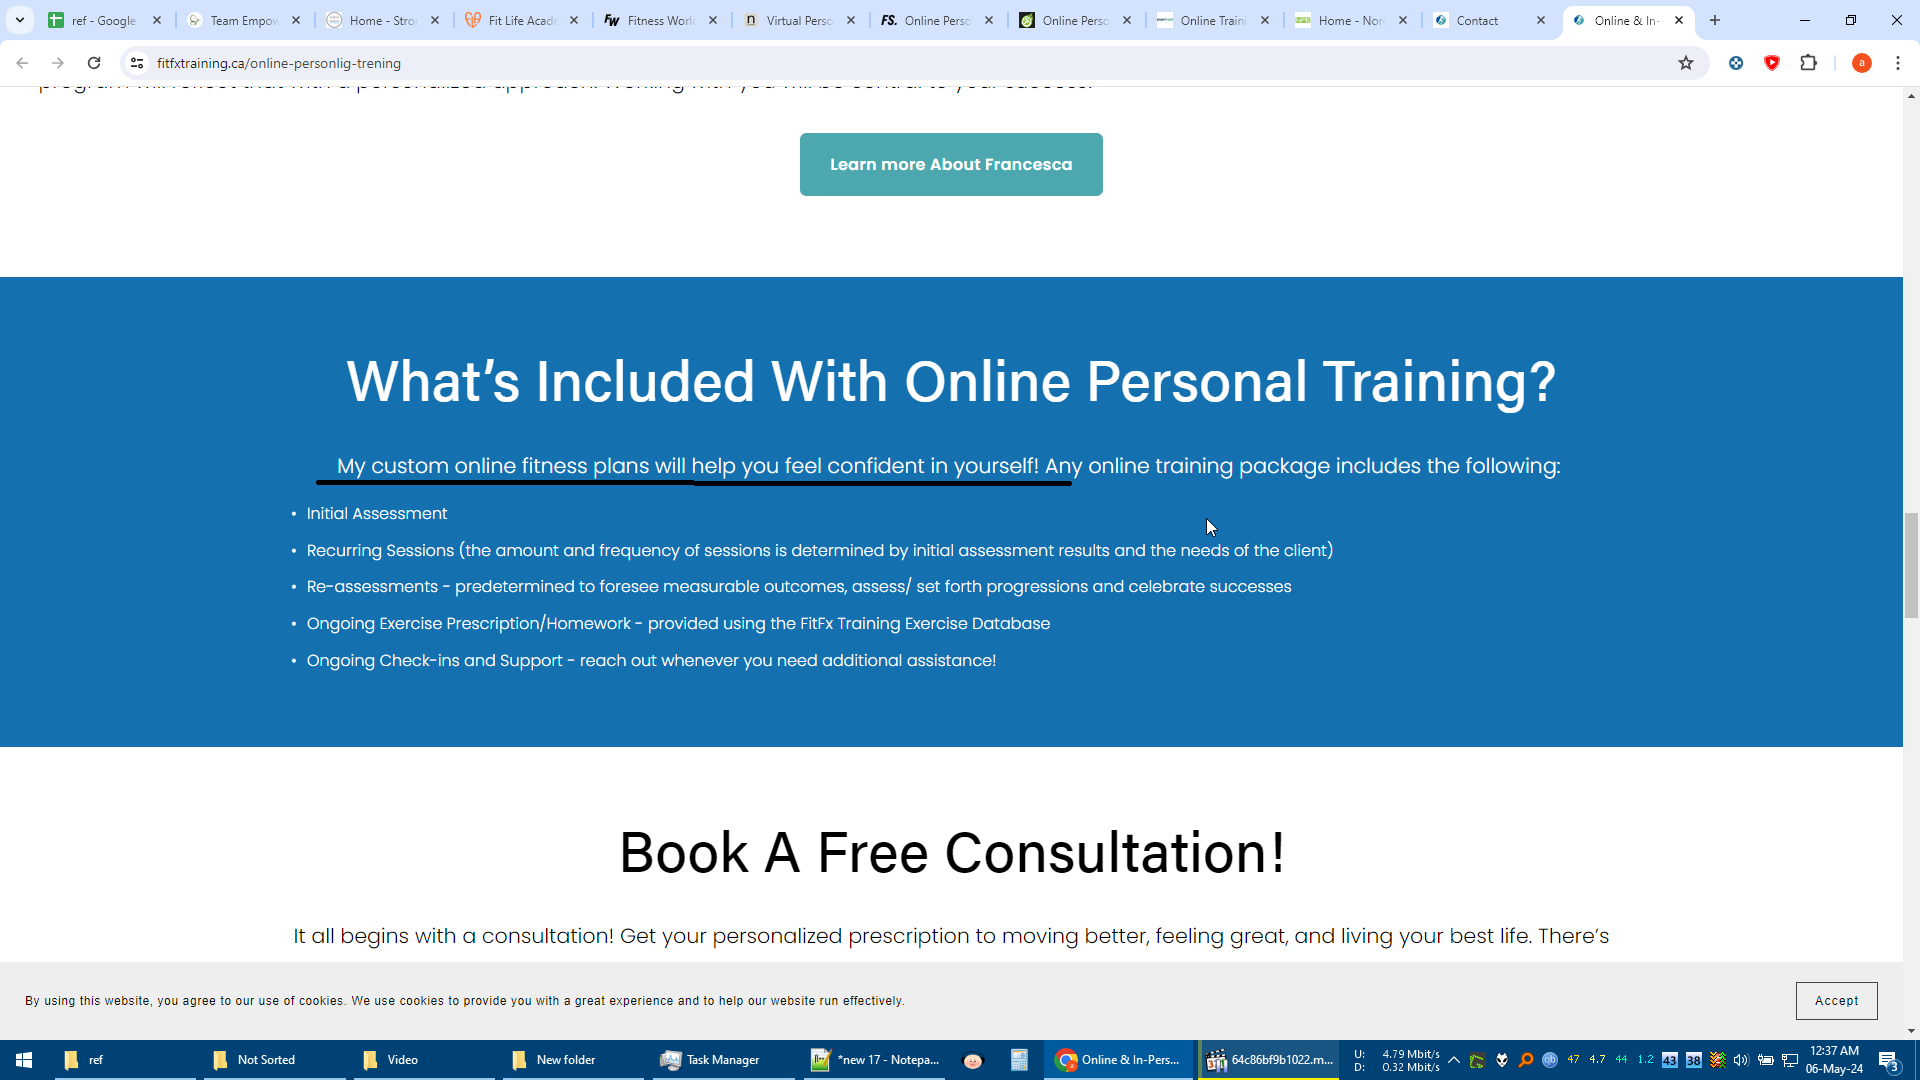 ref - Google
Team Empow
Home - Stro
Fit Life Acade
Fitness Work
Virtual Perso
Online Perso
Online Perso
Online Traini
Home - Nor
Contact
Online & In-
fitfxtraining.ca/online-personlig-trening
Learn more About Francesca
What's Included With Online Personal Training?
My custom online fitness plans will help you feel confident in yourself! Any online training package includes the following:
• Initial Assessment
• Recurring Sessions (the amount and frequency of sessions is determined by initial assessment results and the needs of the client)
• Re-assessments - predetermined to foresee measurable outcomes, assess/ set forth progressions and celebrate successes
• Ongoing Exercise Prescription/Homework - provided using the FitFx Training Exercise Database
• Ongoing Check-ins and Support - reach out whenever you need additional assistance!
Book A Free Consultation!
It all begins with a consultation! Get your personalized prescription to moving better, feeling great, and living your best life. There's
By using this website, you agree to our use of cookies. We use cookies to provide you with a great experience and to help our website run effectively.
Accept
ref
Not Sorted
Video
New folder
Task Manager
*new 17 - Notepa...
Online & In-Pers...
64c86bf9b1022.m...
U: 4.79 Mbit/s
D: 0.32 Mbit/s
47 4.7 44 1.2 43 38
12:37 AM
06-May-24
3